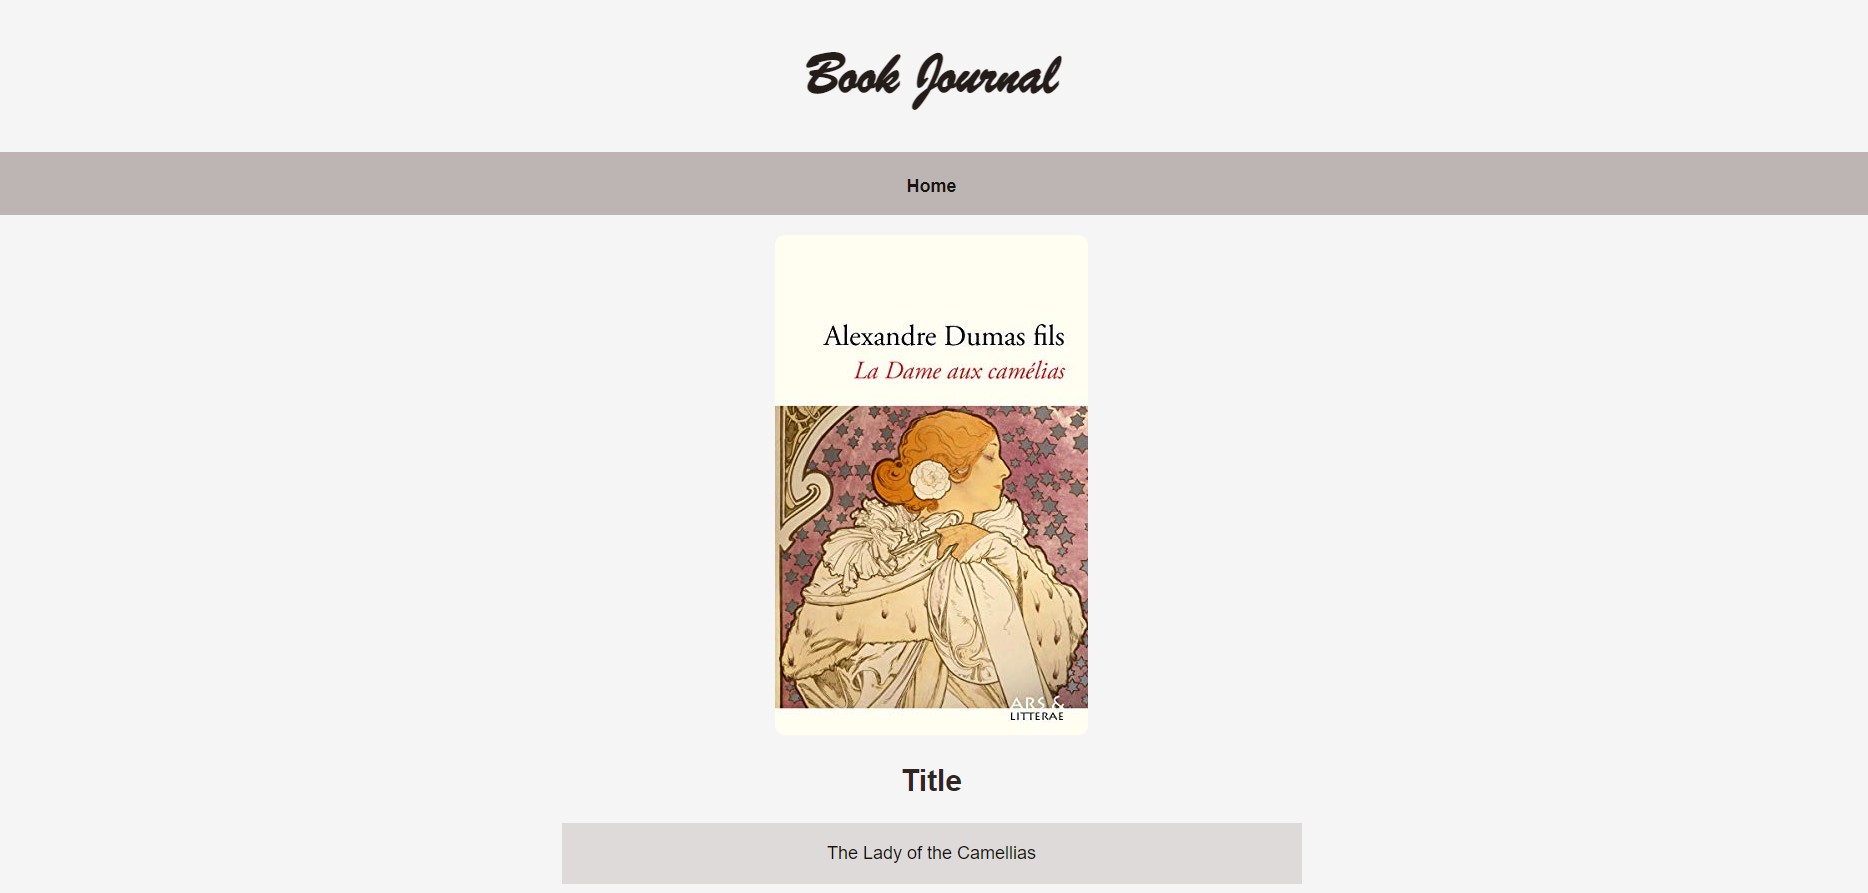 Book Journal
Home
Alexandre Dumas fils
La Dame aux camélias
ARS &
LITTERAE
Title
The Lady of the Camellias